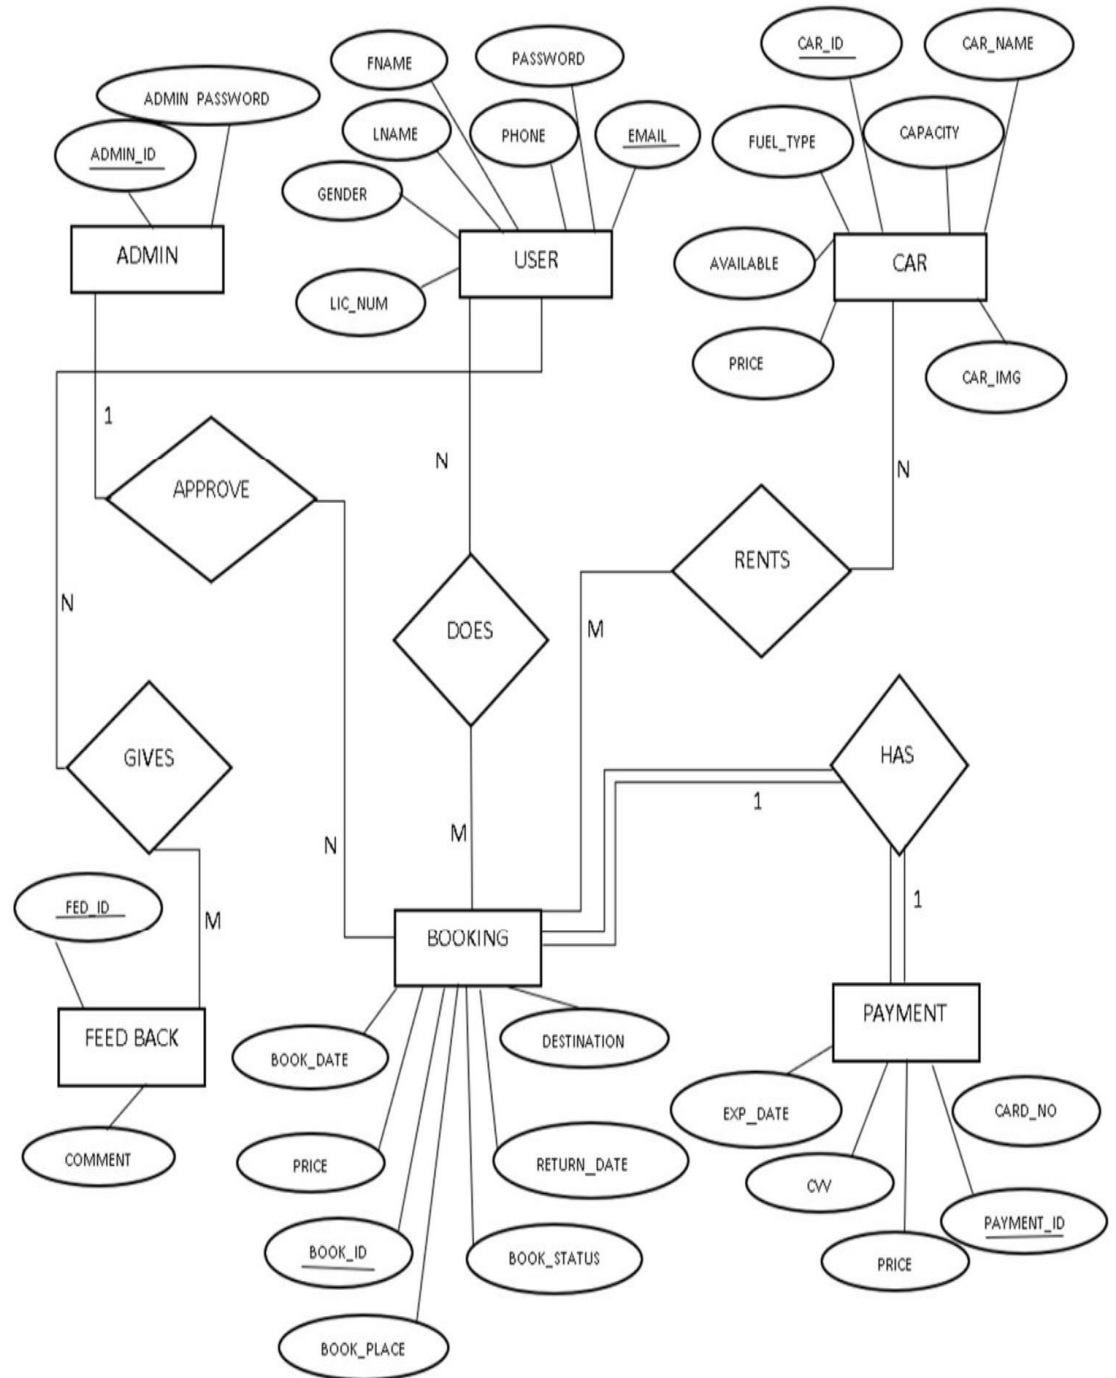 CAR_ID
CAR_NAME
FNAME
PASSWORD
ADMIN PASSWORD
LNAME
PHONE
EMAIL
FUEL_TYPE
CAPACITY
ADMIN_ID
GENDER
ADMIN
USER
CAR
AVAILABLE
LIC_NUM
PRICE
CAR_IMG
1
N
N
APPROVE
RENTS
N
DOES
M
GIVES
HAS
1
M
N
1
FED_ID
M
BOOKING
PAYMENT
FEED BACK
BOOK_DATE
DESTINATION
EXP_DATE
CARD_NO
COMMENT
PRICE
RETURN_DATE
CVV
PAYMENT_ID
BOOK_ID
BOOK_STATUS
PRICE
BOOK_PLACE